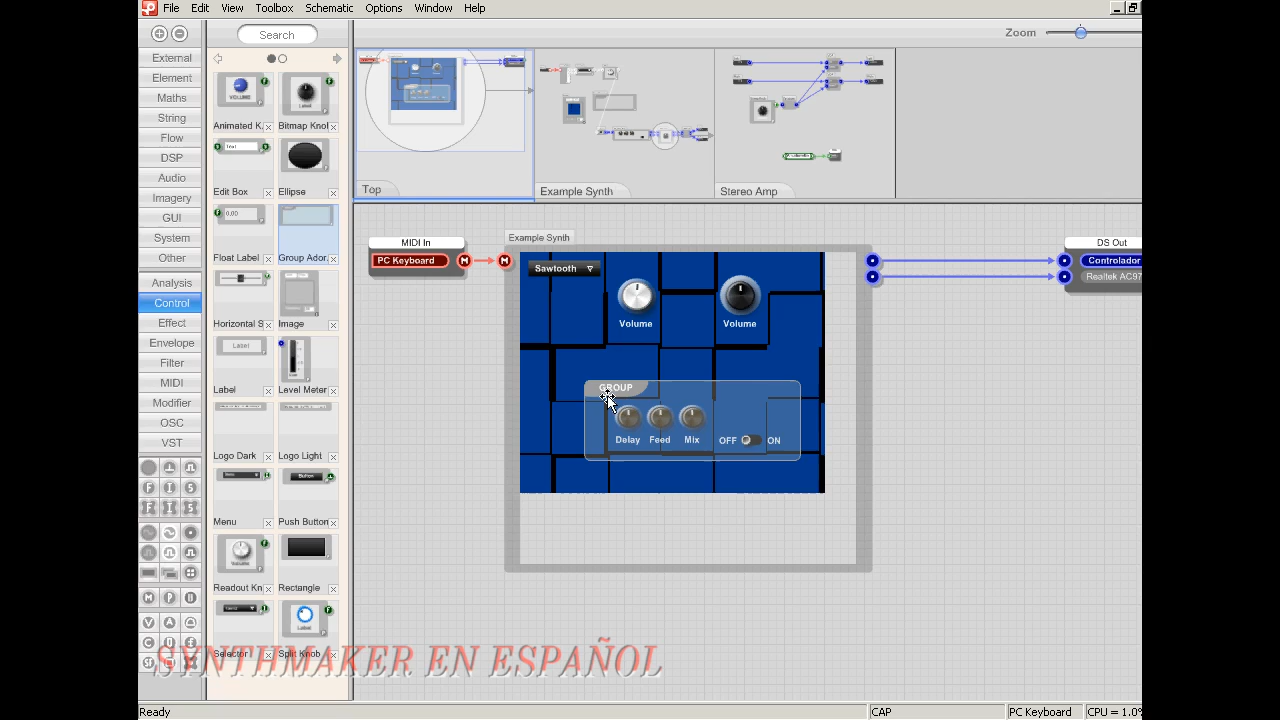 File Edit View Toolbox Schematic Options Window Help
Search
Zoom
External
Element
Maths
String
Flow
DSP
Audio
Imagery
GUI
System
Other
Analysis
Control
Effect
Envelope
Filter
MIDI
Modifier
OSC
VST
Animated K. Bitmap Knol
Edit Box Ellipse
Float Label Group Ador.
Horizontal S Image
Label Level Meter
Logo Dark Logo Light
Menu Push Button
Readout Kn Rectangle
Selector Split Knob
Top Example Synth Stereo Amp
MIDI In
PC Keyboard
Example Synth
Sawtooth
Volume Volume
GROUP
Delay Feed Mix OFF ON
DS Out
Controlador
Realtek AC97
SYNTHMAKER EN ESPAÑOL
Ready CAP PC Keyboard CPU = 1.0%